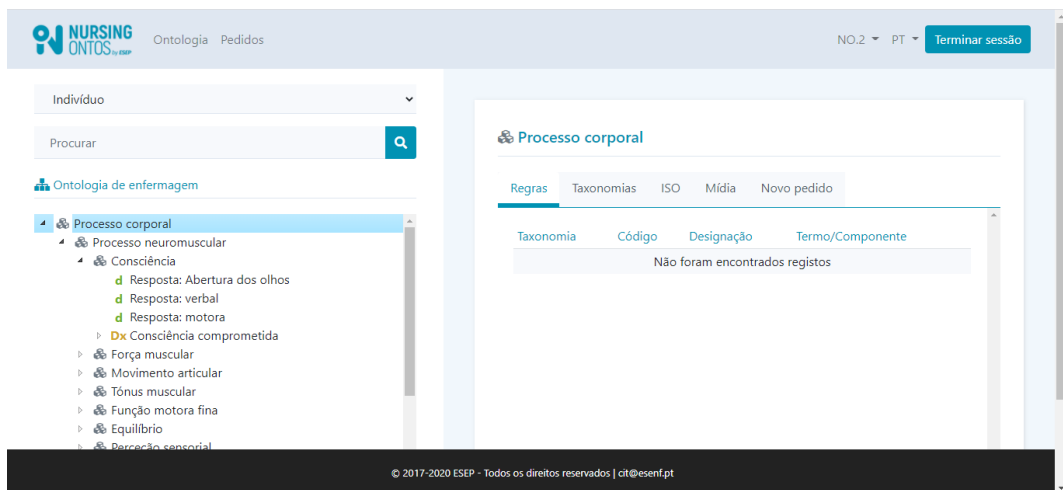 NURSING
ONTOS by ESEP
Ontologia Pedidos
NO.2 PT Terminar sessão
Indivíduo
Procurar
Ontologia de enfermagem
Processo corporal
Processo neuromuscular
Consciência
d Resposta: Abertura dos olhos
d Resposta: verbal
d Resposta: motora
Dx Consciência comprometida
Força muscular
Movimento articular
Tónus muscular
Função motora fina
Equilíbrio
Perceção sensorial
Processo corporal
Regras Taxonomias ISO Mídia Novo pedido
Taxonomia Código Designação Termo/Componente
Não foram encontrados registos
© 2017-2020 ESEP - Todos os direitos reservados | cit@esenf.pt